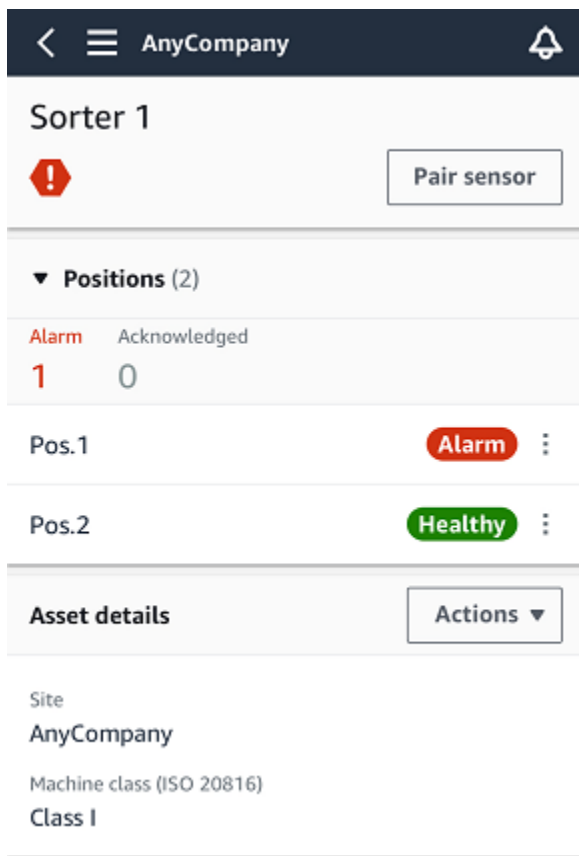 AnyCompany
Sorter 1
Pair sensor
Positions (2)
Alarm Acknowledged
1 0
Pos.1 Alarm
Pos.2 Healthy
Asset details Actions
Site
AnyCompany
Machine class (ISO 20816)
Class I